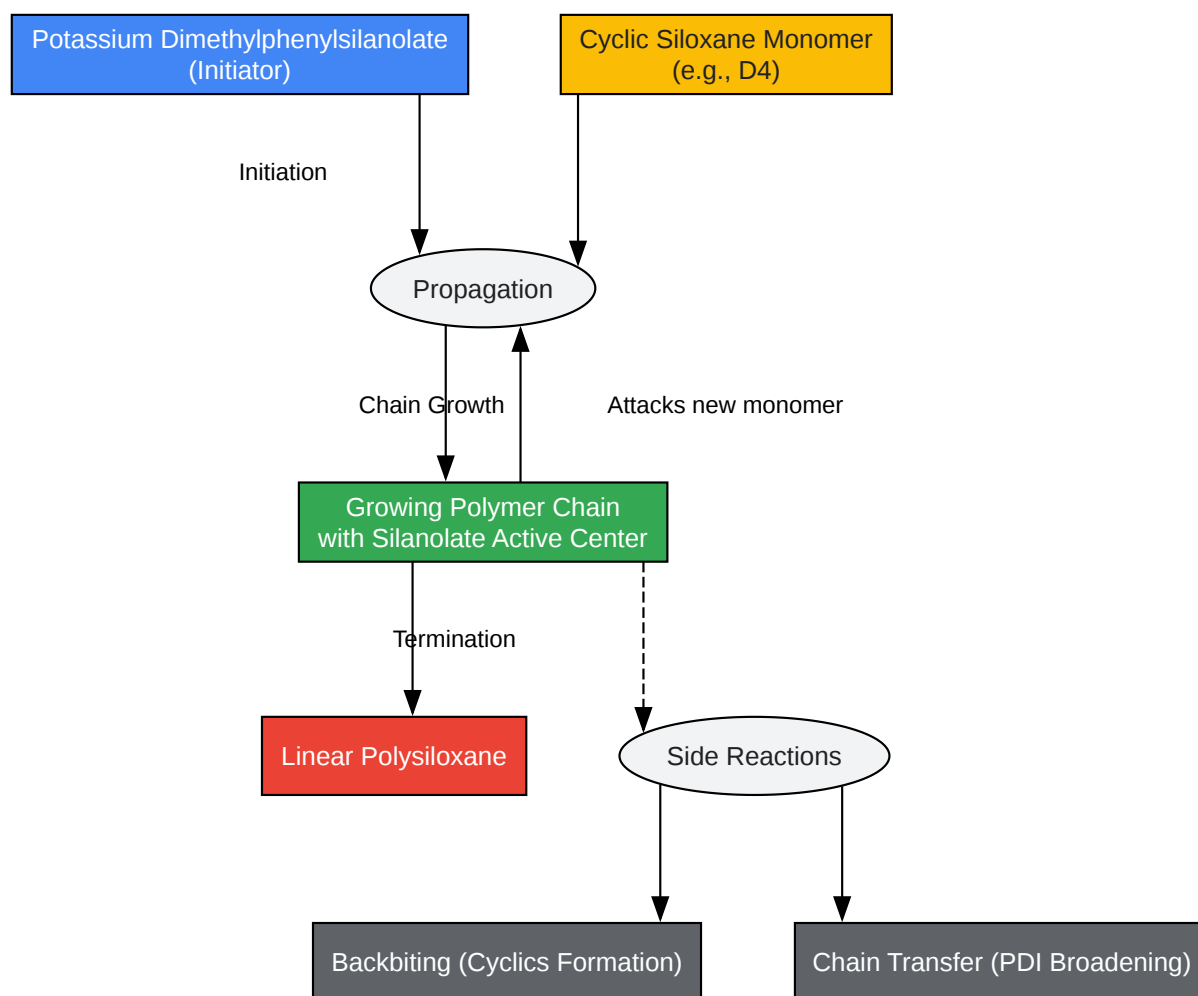 Potassium Dimethylphenylsilanolate
(Initiator)
Cyclic Siloxane Monomer
(e.g., D4)
Initiation
Propagation
Chain Growth
Attacks new monomer
Growing Polymer Chain
with Silanolate Active Center
Termination
Linear Polysiloxane
Side Reactions
Backbiting (Cyclics Formation)
Chain Transfer (PDI Broadening)